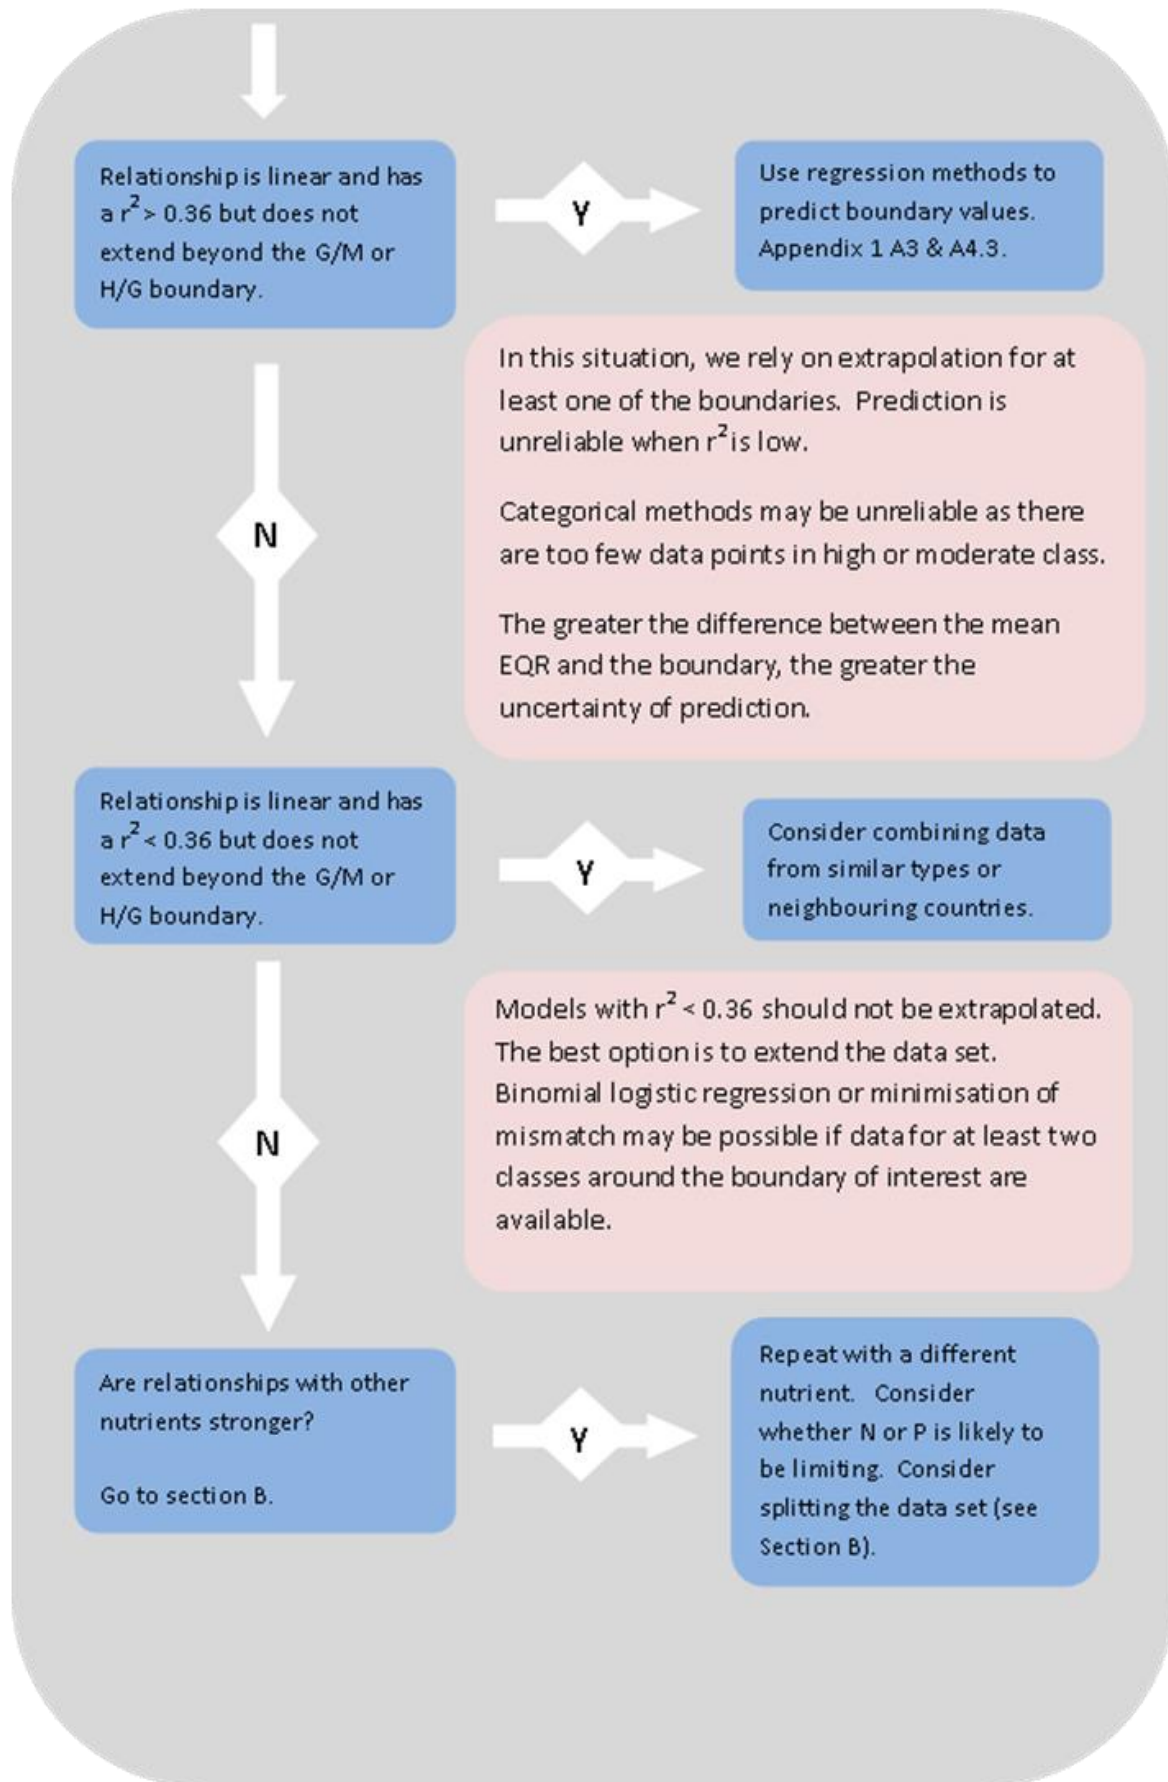 Relationship is linear and has
a r² > 0.36 but does not
extend beyond the G/M or
H/G boundary.
Y
Use regression methods to
predict boundary values.
Appendix 1 A3 & A4.3.
In this situation, we rely on extrapolation for at
least one of the boundaries. Prediction is
unreliable when r² is low.
Categorical methods may be unreliable as there
are too few data points in high or moderate class.
The greater the difference between the mean
EQR and the boundary, the greater the
uncertainty of prediction.
N
Relationship is linear and has
a r² < 0.36 but does not
extend beyond the G/M or
H/G boundary.
Y
Consider combining data
from similar types or
neighbouring countries.
Models with r² < 0.36 should not be extrapolated.
The best option is to extend the data set.
Binomial logistic regression or minimisation of
mismatch may be possible if data for at least two
classes around the boundary of interest are
available.
N
Are relationships with other
nutrients stronger?
Go to section B.
Y
Repeat with a different
nutrient. Consider
whether N or P is likely to
be limiting. Consider
splitting the data set (see
Section B).